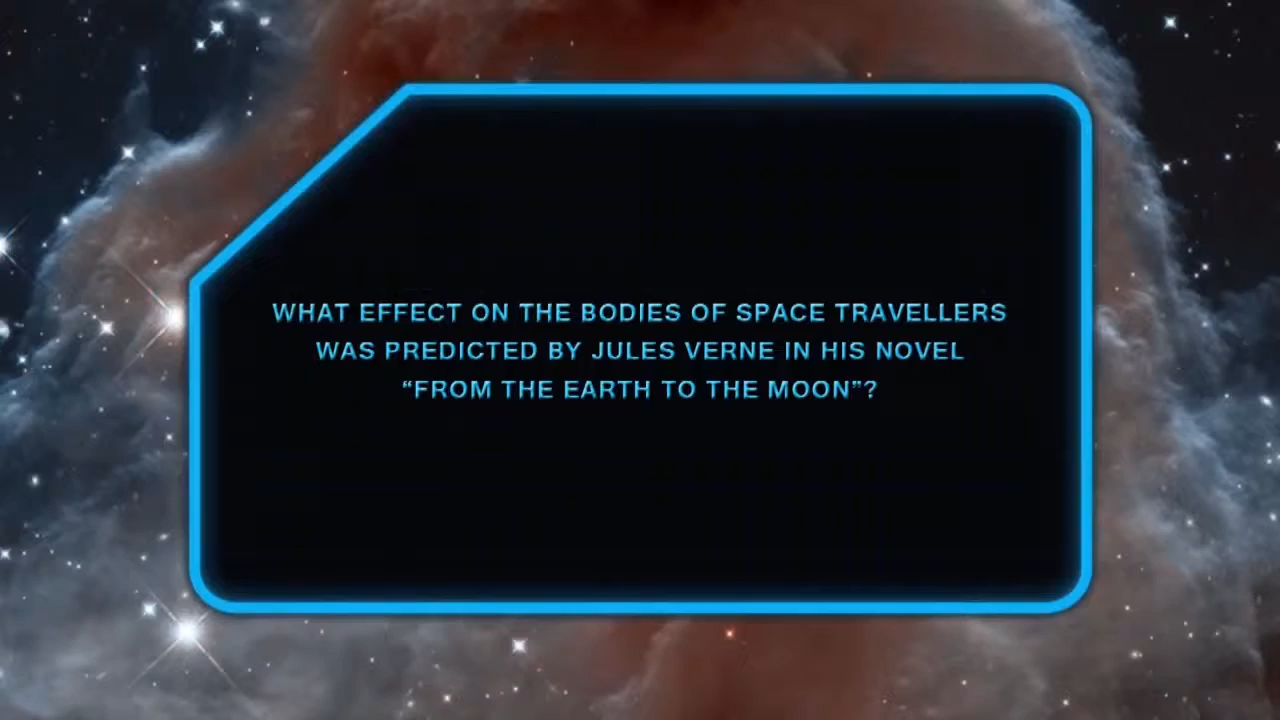 WHAT EFFECT ON THE BODIES OF SPACE TRAVELLERS
WAS PREDICTED BY JULES VERNE IN HIS NOVEL
“FROM THE EARTH TO THE MOON”?